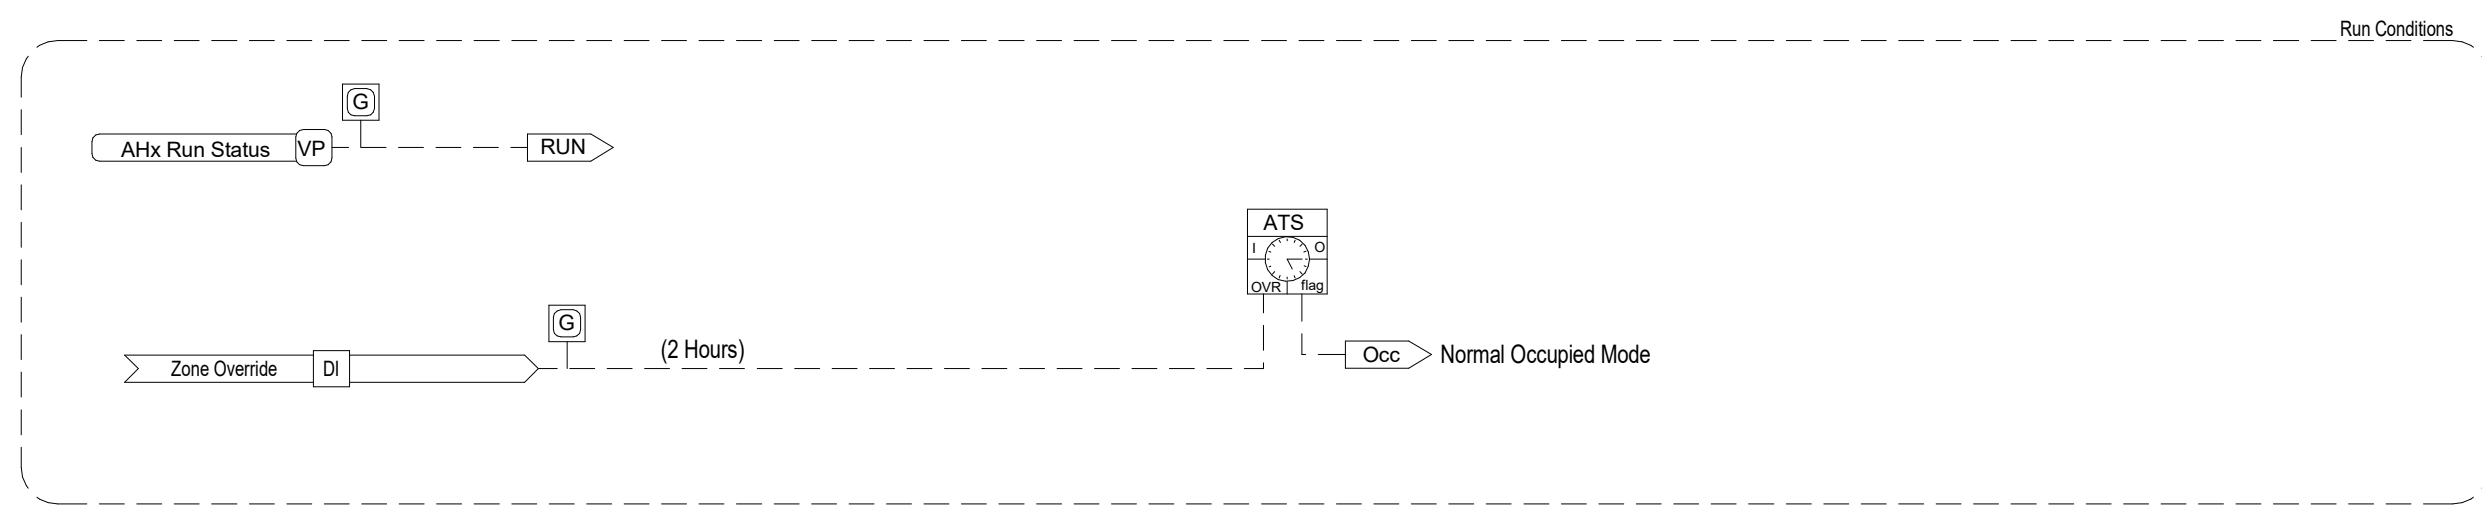 Run Conditions
G
AHx Run Status VP RUN
ATS
I O
OVR flag
G
(2 Hours)
Zone Override DI
Occ Normal Occupied Mode